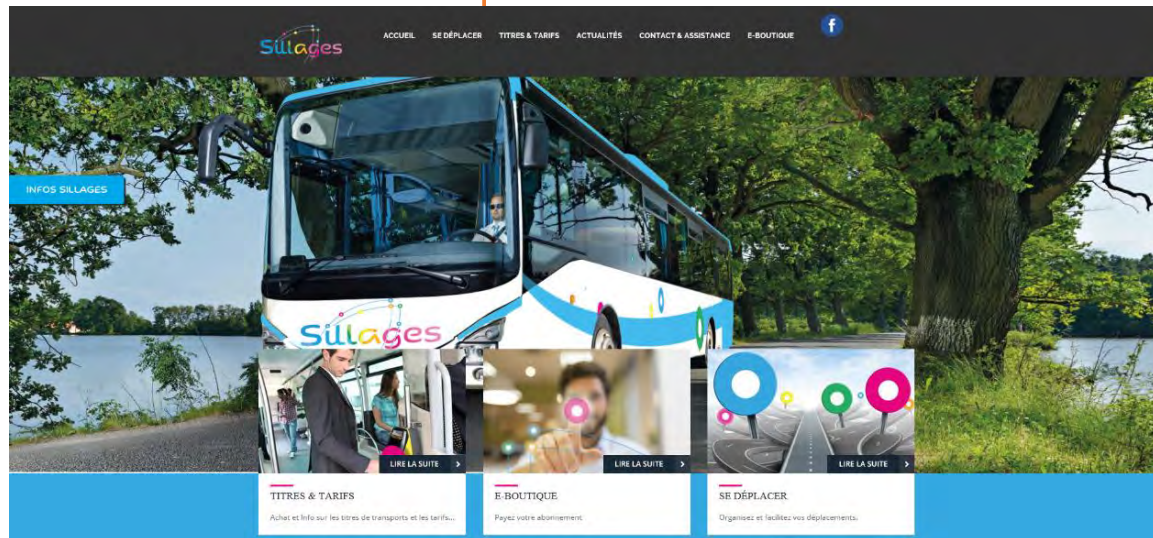 Sillages
ACCUEIL SE DÉPLACER TITRES & TARIFS ACTUALITÉS CONTACT & ASSISTANCE E-BOUTIQUE f
INFOS SILLAGES
Sillages
LIRE LA SUITE > LIRE LA SUITE > LIRE LA SUITE >
TITRES & TARIFS E-BOUTIQUE SE DÉPLACER
Achat et Info sur les titres de transports et les tarifs... Payez votre abonnement Organisez et facilitez vos déplacements.